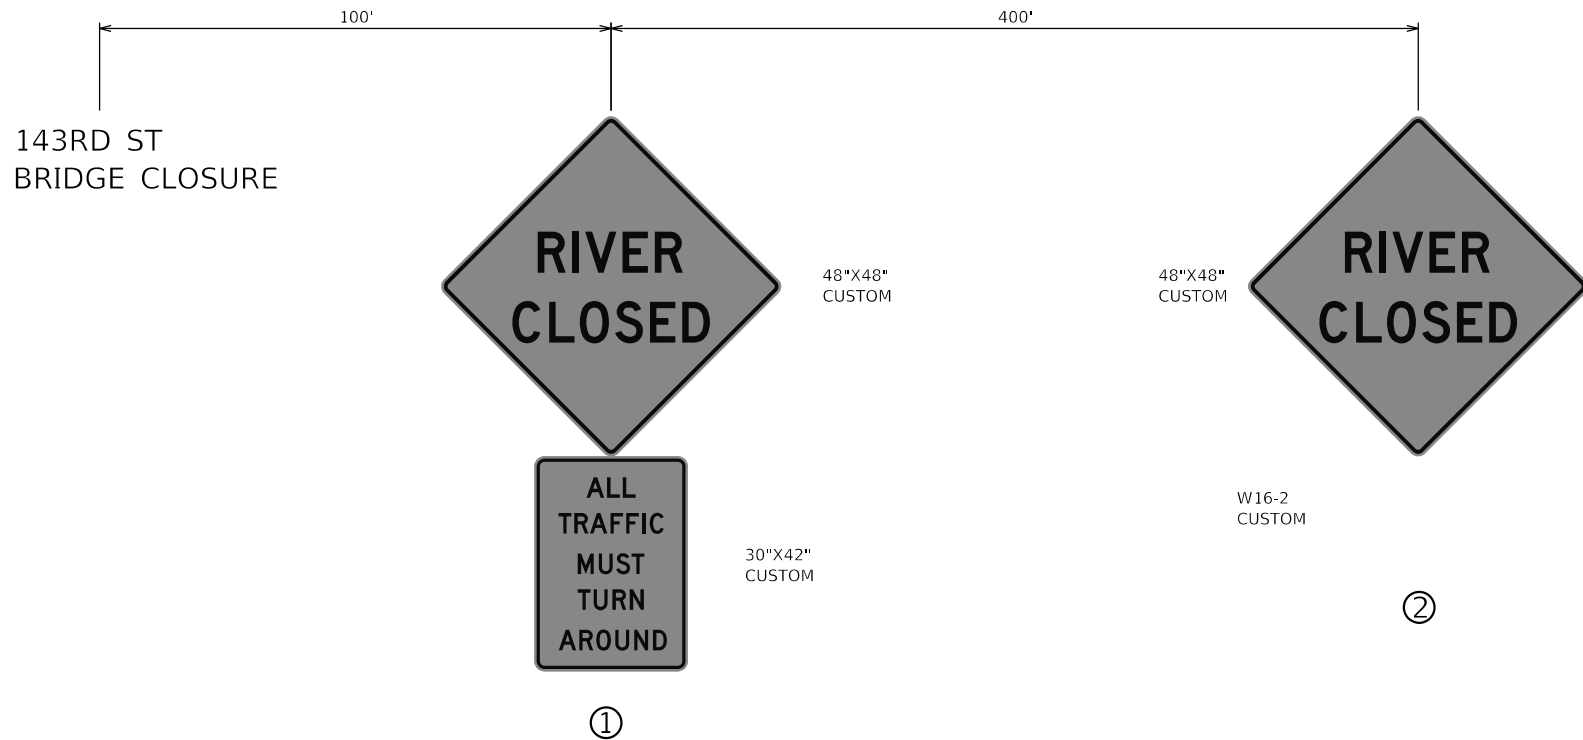 100'
400'
143RD ST
BRIDGE CLOSURE
RIVER
CLOSED
48"X48"
CUSTOM
48"X48"
CUSTOM
RIVER
CLOSED
ALL
TRAFFIC
MUST
TURN
AROUND
30"X42"
CUSTOM
W16-2
CUSTOM
1
2